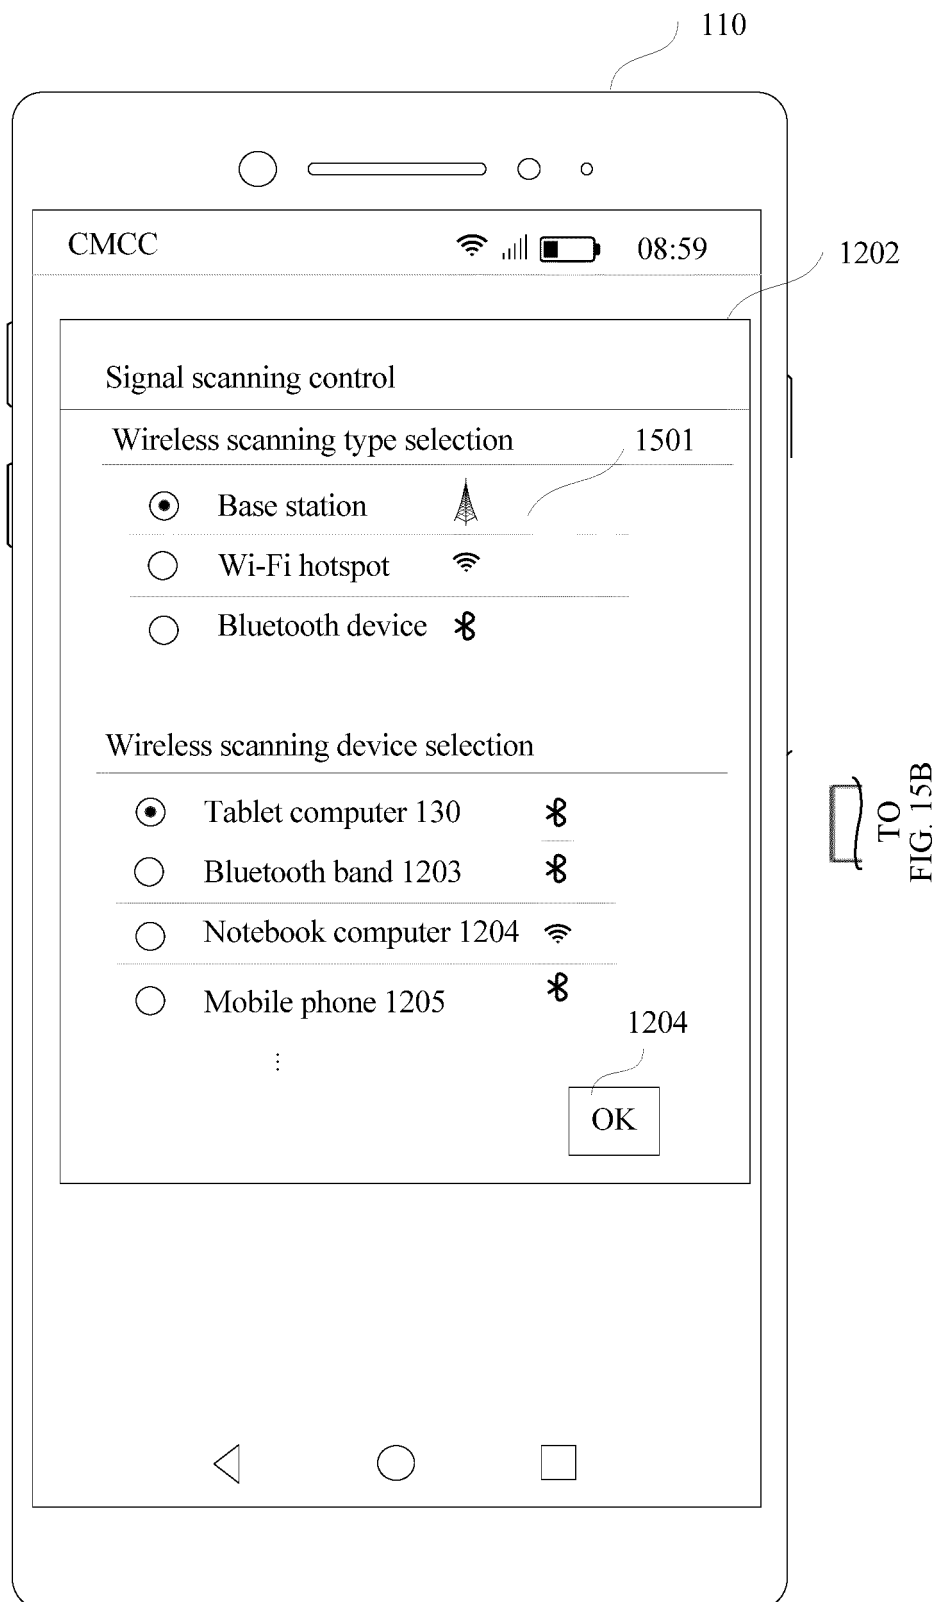 110
CMCC 08:59
1202
Signal scanning control
Wireless scanning type selection
1501
Base station
Wi-Fi hotspot
Bluetooth device
Wireless scanning device selection
Tablet computer 130
Bluetooth band 1203
Notebook computer 1204
Mobile phone 1205
⋮
1204
OK
TO
FIG. 15B